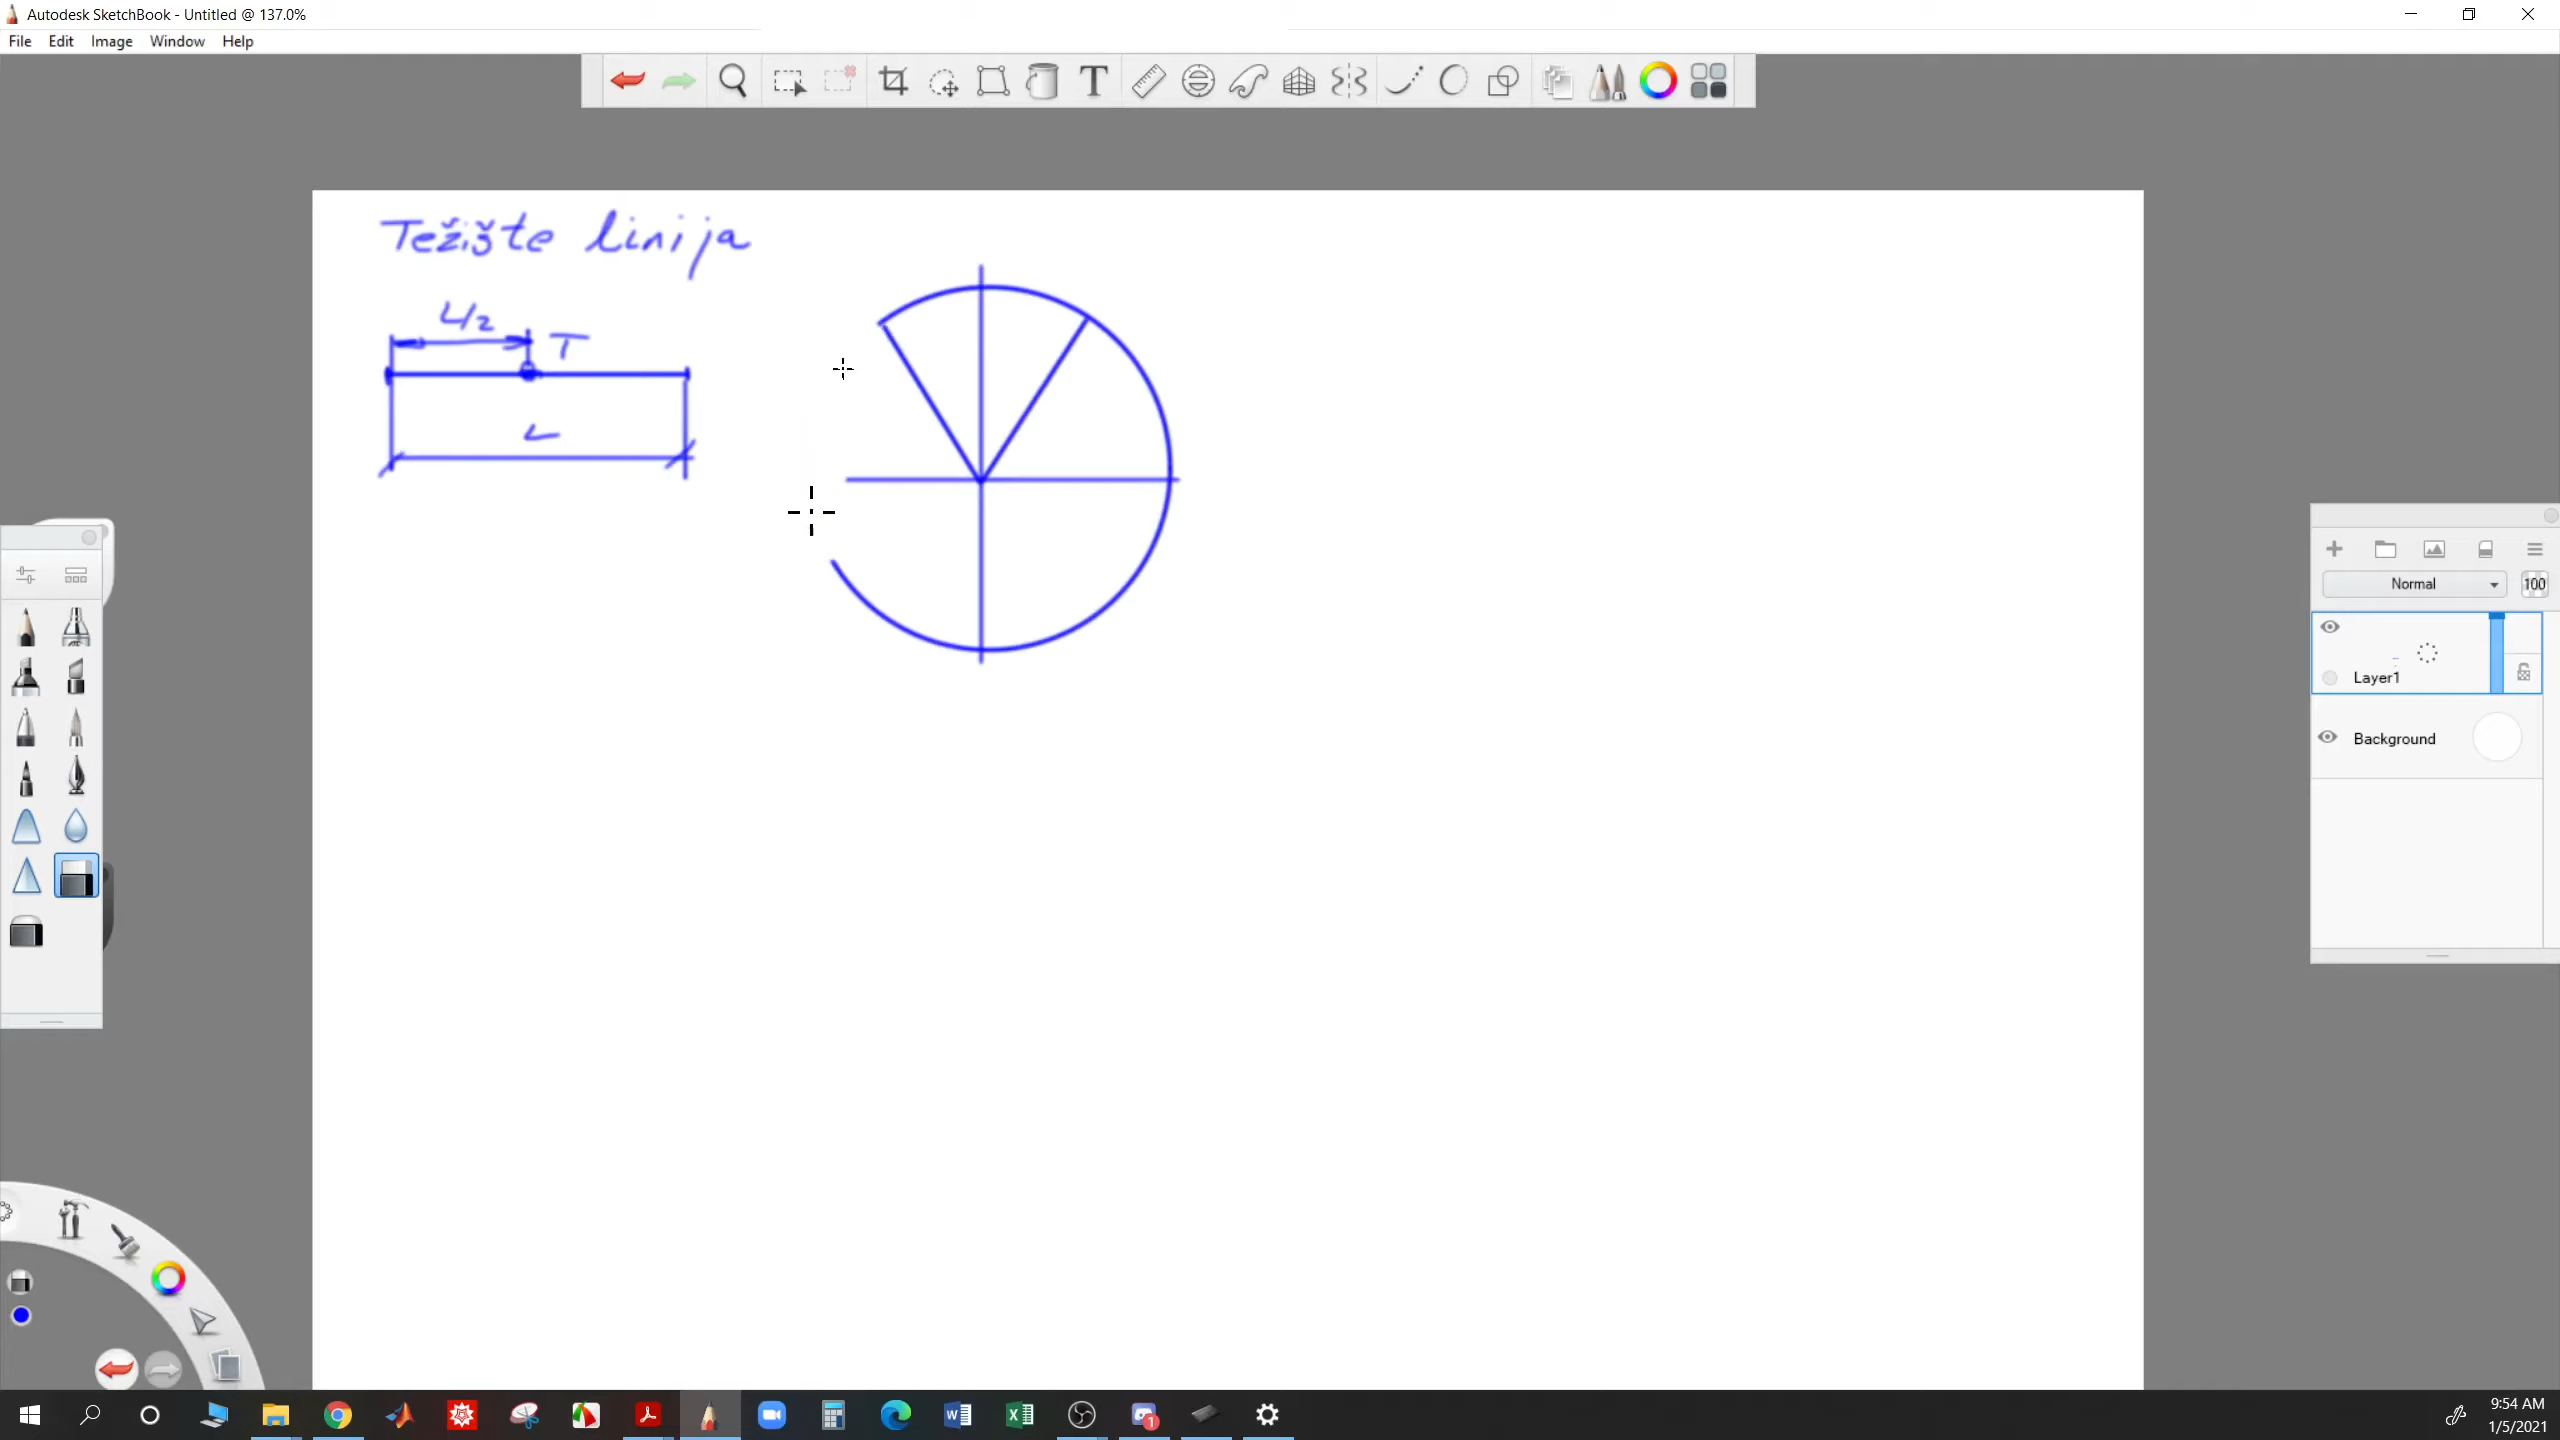 Autodesk SketchBook - Untitled @ 137.0%
File Edit Image Window Help
T
Težište linija
L/2
T
L
Normal
100
Layer1
Background
1
9:54 AM
1/5/2021